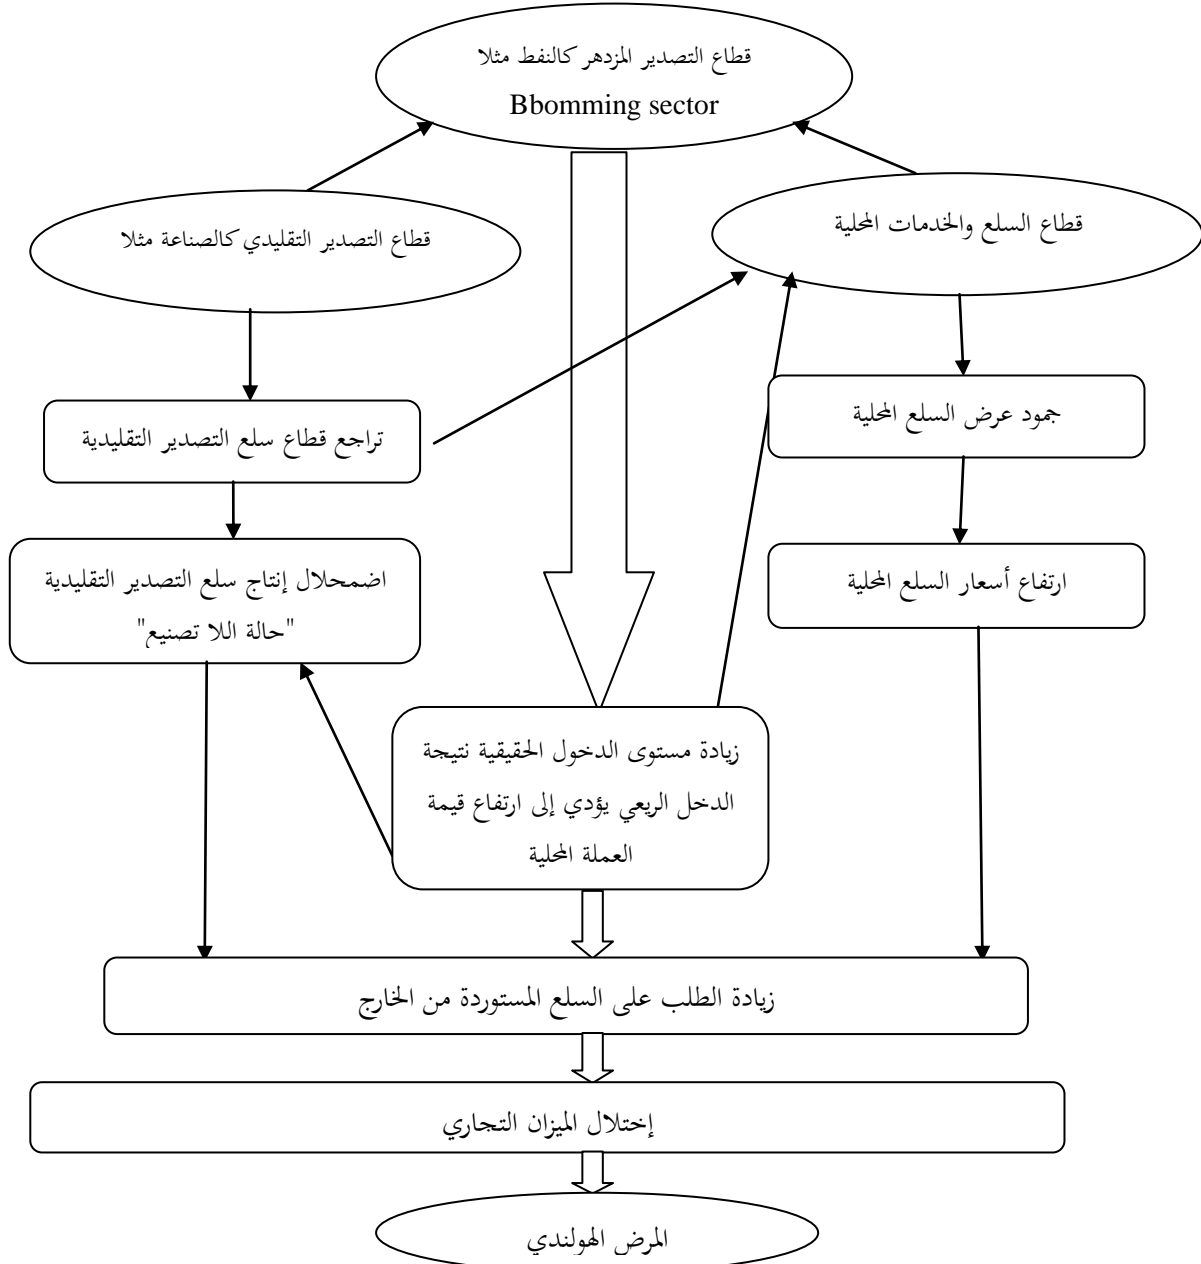 قطاع التصدير المزدهر كالنفط مثلا
Bbomming sector
قطاع السلع والخدمات المحلية
قطاع التصدير التقليدي كالصناعة مثلا
جمود عرض السلع المحلية
تراجع قطاع سلع التصدير التقليدية
ارتفاع أسعار السلع المحلية
اضمحلال إنتاج سلع التصدير التقليدية
"حالة اللا تصنيع"
زيادة مستوى الدخول الحقيقية نتيجة
الدخل الريعي يؤدي إلى ارتفاع قيمة
العملة المحلية
زيادة الطلب على السلع المستوردة من الخارج
إختلال الميزان التجاري
المرض الهولندي